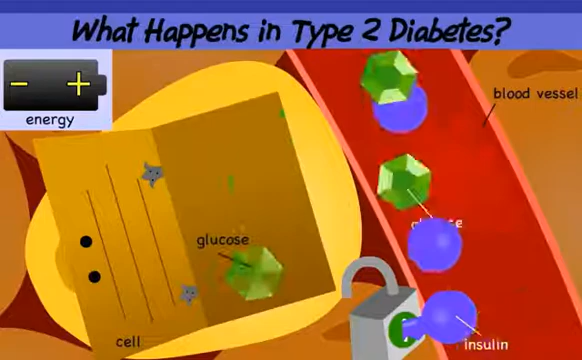 What Happens in Type 2 Diabetes?
energy
blood vessel
glucose
cell
insulin